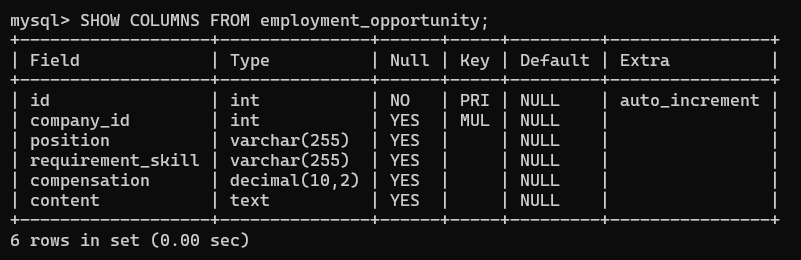 mysql> SHOW COLUMNS FROM employment_opportunity;
+-------------------+---------------+------+-----+---------+----------------+
| Field             | Type          | Null | Key | Default | Extra          |
+-------------------+---------------+------+-----+---------+----------------+
| id                | int           | NO   | PRI | NULL    | auto_increment |
| company_id        | int           | YES  | MUL | NULL    |                |
| position          | varchar(255)  | YES  |     | NULL    |                |
| requirement_skill | varchar(255)  | YES  |     | NULL    |                |
| compensation      | decimal(10,2) | YES  |     | NULL    |                |
| content           | text          | YES  |     | NULL    |                |
+-------------------+---------------+------+-----+---------+----------------+
6 rows in set (0.00 sec)